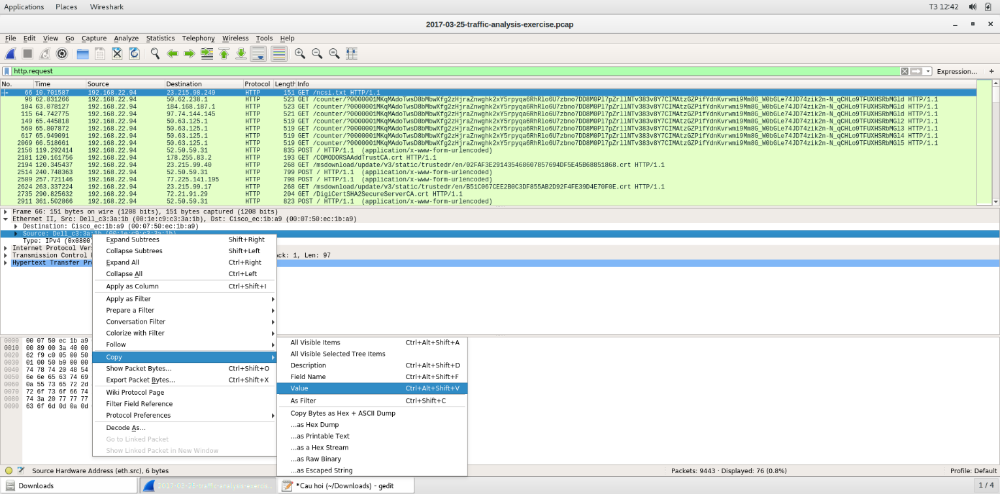 Applications Places Wireshark T3 12:42
2017-03-25-traffic-analysis-exercise.pcap
File Edit View Go Capture Analyze Statistics Telephony Wireless Tools Help
http.request Expression... +
No. Time Source Destination Protocol Length Info
66 10.701587 192.168.22.94 23.215.98.249 HTTP 151 GET /ncsi.txt HTTP/1.1
96 62.831266 192.168.22.94 50.62.238.1 HTTP 523 GET /counter/?0000001MKqMAdoTwsD8bMbwXfg2zHjraZnwghk2xY5rpyqa6RhRlo6U7zbno7DD8M0Pl7pZrllNTv383v8Y7CIMAtzGZPifYdnKvrwmi9Mm8G_W0bGLe74JD74zik2n-N_qCHLo9TFUXHSRbMGld HTTP/1.1
104 63.078127 192.168.22.94 184.168.187.1 HTTP 523 GET /counter/?0000001MKqMAdoTwsD8bMbwXfg2zHjraZnwghk2xY5rpyqa6RhRlo6U7zbno7DD8M0Pl7pZrllNTv383v8Y7CIMAtzGZPifYdnKvrwmi9Mm8G_W0bGLe74JD74zik2n-N_qCHLo9TFUXHSRbMGld HTTP/1.1
115 64.742775 192.168.22.94 97.74.144.145 HTTP 521 GET /counter/?0000001MKqMAdoTwsD8bMbwXfg2zHjraZnwghk2xY5rpyqa6RhRlo6U7zbno7DD8M0Pl7pZrllNTv383v8Y7CIMAtzGZPifYdnKvrwmi9Mm8G_W0bGLe74JD74zik2n-N_qCHLo9TFUXHSRbMGld HTTP/1.1
149 65.445818 192.168.22.94 50.63.125.1 HTTP 519 GET /counter/?0000001MKqMAdoTwsD8bMbwXfg2zHjraZnwghk2xY5rpyqa6RhRlo6U7zbno7DD8M0Pl7pZrllNTv383v8Y7CIMAtzGZPifYdnKvrwmi9Mm8G_W0bGLe74JD74zik2n-N_qCHLo9TFUXHSRbMGl2 HTTP/1.1
560 65.807872 192.168.22.94 50.63.125.1 HTTP 519 GET /counter/?0000001MKqMAdoTwsD8bMbwXfg2zHjraZnwghk2xY5rpyqa6RhRlo6U7zbno7DD8M0Pl7pZrllNTv383v8Y7CIMAtzGZPifYdnKvrwmi9Mm8G_W0bGLe74JD74zik2n-N_qCHLo9TFUXHSRbMGl3 HTTP/1.1
617 65.949091 192.168.22.94 50.63.125.1 HTTP 519 GET /counter/?0000001MKqMAdoTwsD8bMbwXfg2zHjraZnwghk2xY5rpyqa6RhRlo6U7zbno7DD8M0Pl7pZrllNTv383v8Y7CIMAtzGZPifYdnKvrwmi9Mm8G_W0bGLe74JD74zik2n-N_qCHLo9TFUXHSRbMGl4 HTTP/1.1
2069 66.518661 192.168.22.94 50.63.125.1 HTTP 519 GET /counter/?0000001MKqMAdoTwsD8bMbwXfg2zHjraZnwghk2xY5rpyqa6RhRlo6U7zbno7DD8M0Pl7pZrllNTv383v8Y7CIMAtzGZPifYdnKvrwmi9Mm8G_W0bGLe74JD74zik2n-N_qCHLo9TFUXHSRbMGl5 HTTP/1.1
2156 119.292414 192.168.22.94 52.50.59.31 HTTP 835 POST / HTTP/1.1 (application/x-www-form-urlencoded)
2181 120.161756 192.168.22.94 178.255.83.2 HTTP 193 GET /COMODORSAAddTrustCA.crt HTTP/1.1
2194 120.345437 192.168.22.94 23.215.99.40 HTTP 268 GET /msdownload/update/v3/static/trustedr/en/02FAF3E291435468607857694DF5E45B68851868.crt HTTP/1.1
2514 240.748363 192.168.22.94 52.50.59.31 HTTP 799 POST / HTTP/1.1 (application/x-www-form-urlencoded)
2589 257.721146 192.168.22.94 77.225.141.195 HTTP 798 POST / HTTP/1.1 (application/x-www-form-urlencoded)
2624 263.337224 192.168.22.94 23.215.99.17 HTTP 268 GET /msdownload/update/v3/static/trustedr/en/B51C067CEE2B0C3DF855AB2D92F4FE39D4E70F0E.crt HTTP/1.1
2735 290.825632 192.168.22.94 72.21.91.29 HTTP 204 GET /DigiCertSHA2SecureServerCA.crt HTTP/1.1
2911 361.502866 192.168.22.94 52.50.59.31 HTTP 823 POST / HTTP/1.1 (application/x-www-form-urlencoded)
Frame 66: 151 bytes on wire (1208 bits), 151 bytes captured (1208 bits)
Ethernet II, Src: Dell_c3:3a:1b (00:1e:c9:c3:3a:1b), Dst: Cisco_ec:1b:a9 (00:07:50:ec:1b:a9)
Destination: Cisco_ec:1b:a9 (00:07:50:ec:1b:a9)
Source: Dell_c3:3a:1b (00:1e:c9:c3:3a:1b)
Type: IPv4 (0x0800)
Internet Protocol Vers
Transmission Control ck: 1, Len: 97
Hypertext Transfer Pro
Expand Subtrees Shift+Right
Collapse Subtrees Shift+Left
Expand All Ctrl+Right
Collapse All Ctrl+Left
Apply as Column Ctrl+Shift+I
Apply as Filter
Prepare a Filter
Conversation Filter
Colorize with Filter
Follow
Copy
Show Packet Bytes... Ctrl+Shift+O
Export Packet Bytes... Ctrl+Shift+X
Wiki Protocol Page
Filter Field Reference
Protocol Preferences
Decode As...
Go to Linked Packet
Show Linked Packet in New Window
All Visible Items Ctrl+Alt+Shift+A
All Visible Selected Tree Items
Description Ctrl+Alt+Shift+D
Field Name Ctrl+Alt+Shift+F
Value Ctrl+Alt+Shift+V
As Filter Ctrl+Shift+C
Copy Bytes as Hex + ASCII Dump
...as Hex Dump
...as Printable Text
...as a Hex Stream
...as Raw Binary
...as Escaped String
0000 00 07 50 ec 1b a9
0010 00 89 00 3a 40 00
0020 62 f9 c0 05 00 50
0030 01 00 50 b9 00 00
0040 74 78 74 20 48 54
0050 6e 6e 65 63 74 69
0060 0a 55 73 65 72 2d
0070 72 6f 73 6f 66 74
0080 74 3a 20 77 77 77
0090 63 6f 6d 0d 0a 0d
Source Hardware Address (eth.src), 6 bytes Packets: 9443 · Displayed: 76 (0.8%) Profile: Default
Downloads 2017-03-25-traffic-analysis-exercis... *Cau hoi (~/Downloads) - gedit 1 / 4